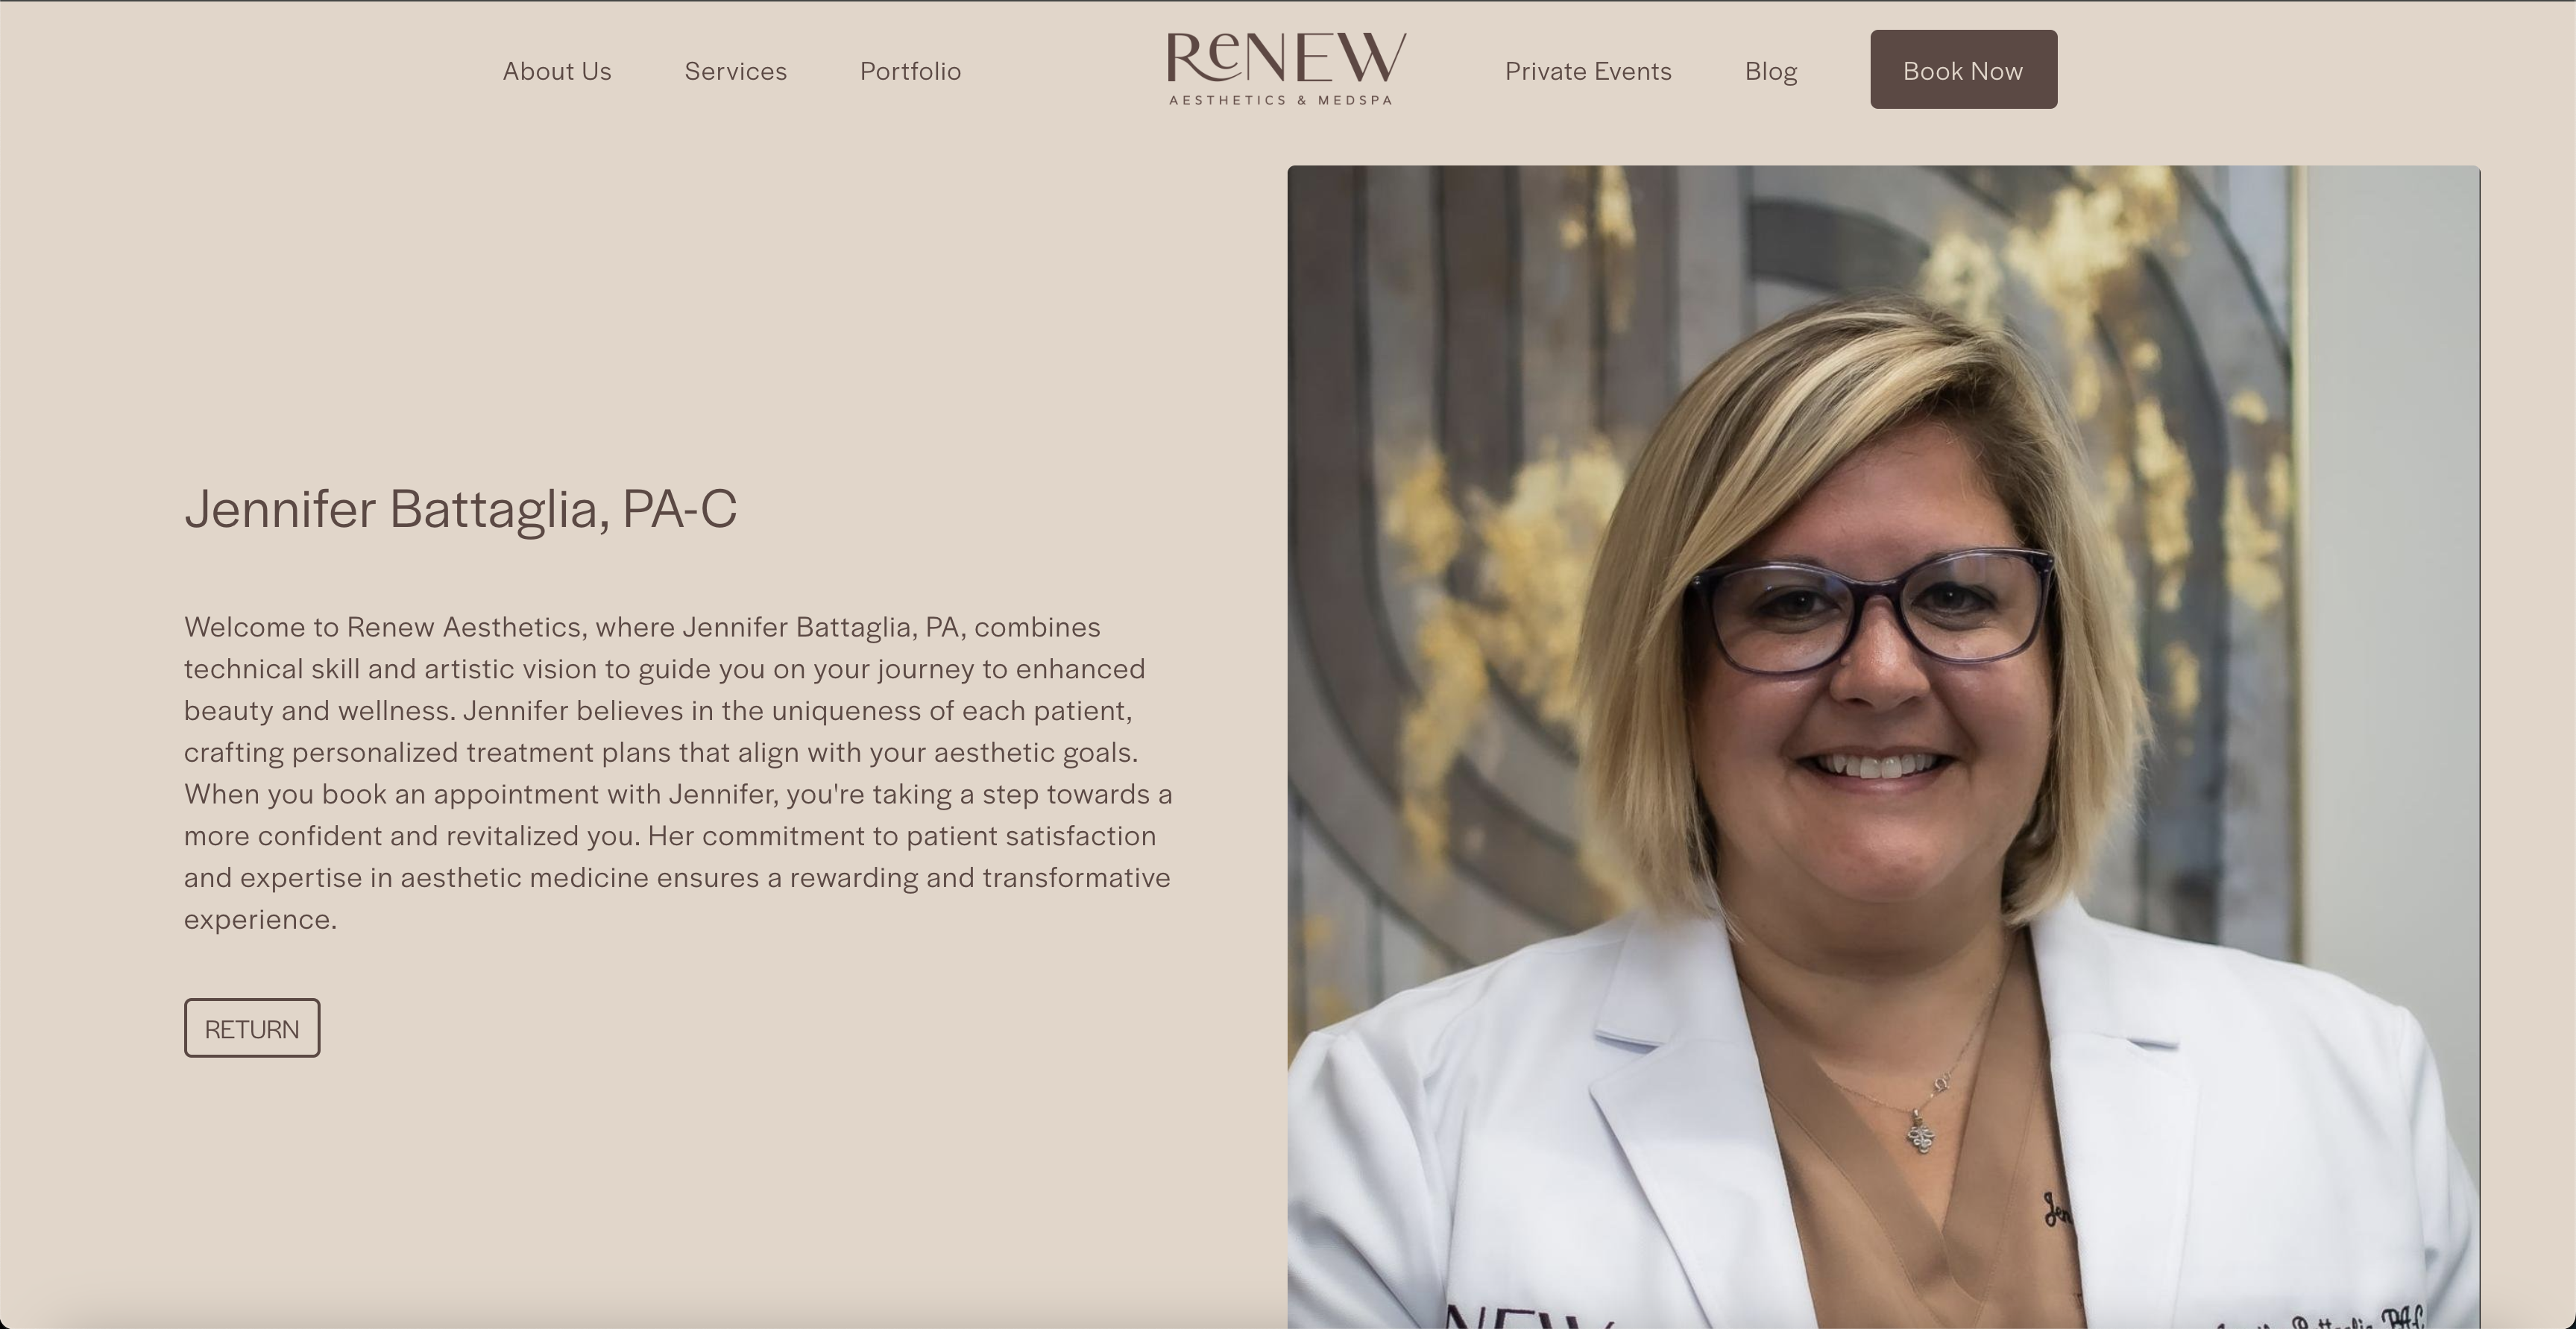 About Us
Services
Portfolio
RENEW
AESTHETICS & MEDSPA
Private Events
Blog
Book Now
Jennifer Battaglia, PA-C
Welcome to Renew Aesthetics, where Jennifer Battaglia, PA, combines
technical skill and artistic vision to guide you on your journey to enhanced
beauty and wellness. Jennifer believes in the uniqueness of each patient,
crafting personalized treatment plans that align with your aesthetic goals.
When you book an appointment with Jennifer, you're taking a step towards a
more confident and revitalized you. Her commitment to patient satisfaction
and expertise in aesthetic medicine ensures a rewarding and transformative
experience.
RETURN
Jen
NEW
Battaglia PA-C